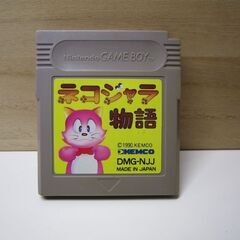 Nintendo GAME BOY
ネコジャラ
物語
© 1990 KEMCO
KEMCO
DMG-NJJ
MADE IN JAPAN